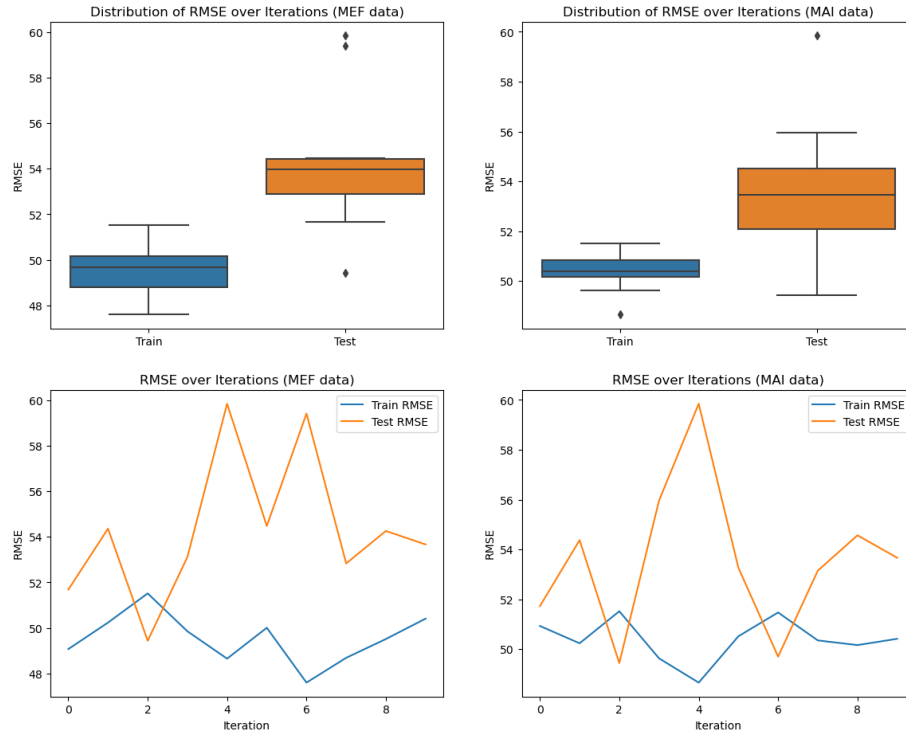 Distribution of RMSE over Iterations (MEF data)
60
58
56
54
52
50
48
RMSE
Train
Test
Distribution of RMSE over Iterations (MAI data)
60
58
56
54
52
50
RMSE
Train
Test
RMSE over Iterations (MEF data)
Train RMSE
Test RMSE
60
58
56
54
52
50
48
RMSE
0
2
4
6
8
Iteration
RMSE over Iterations (MAI data)
Train RMSE
Test RMSE
60
58
56
54
52
50
RMSE
0
2
4
6
8
Iteration